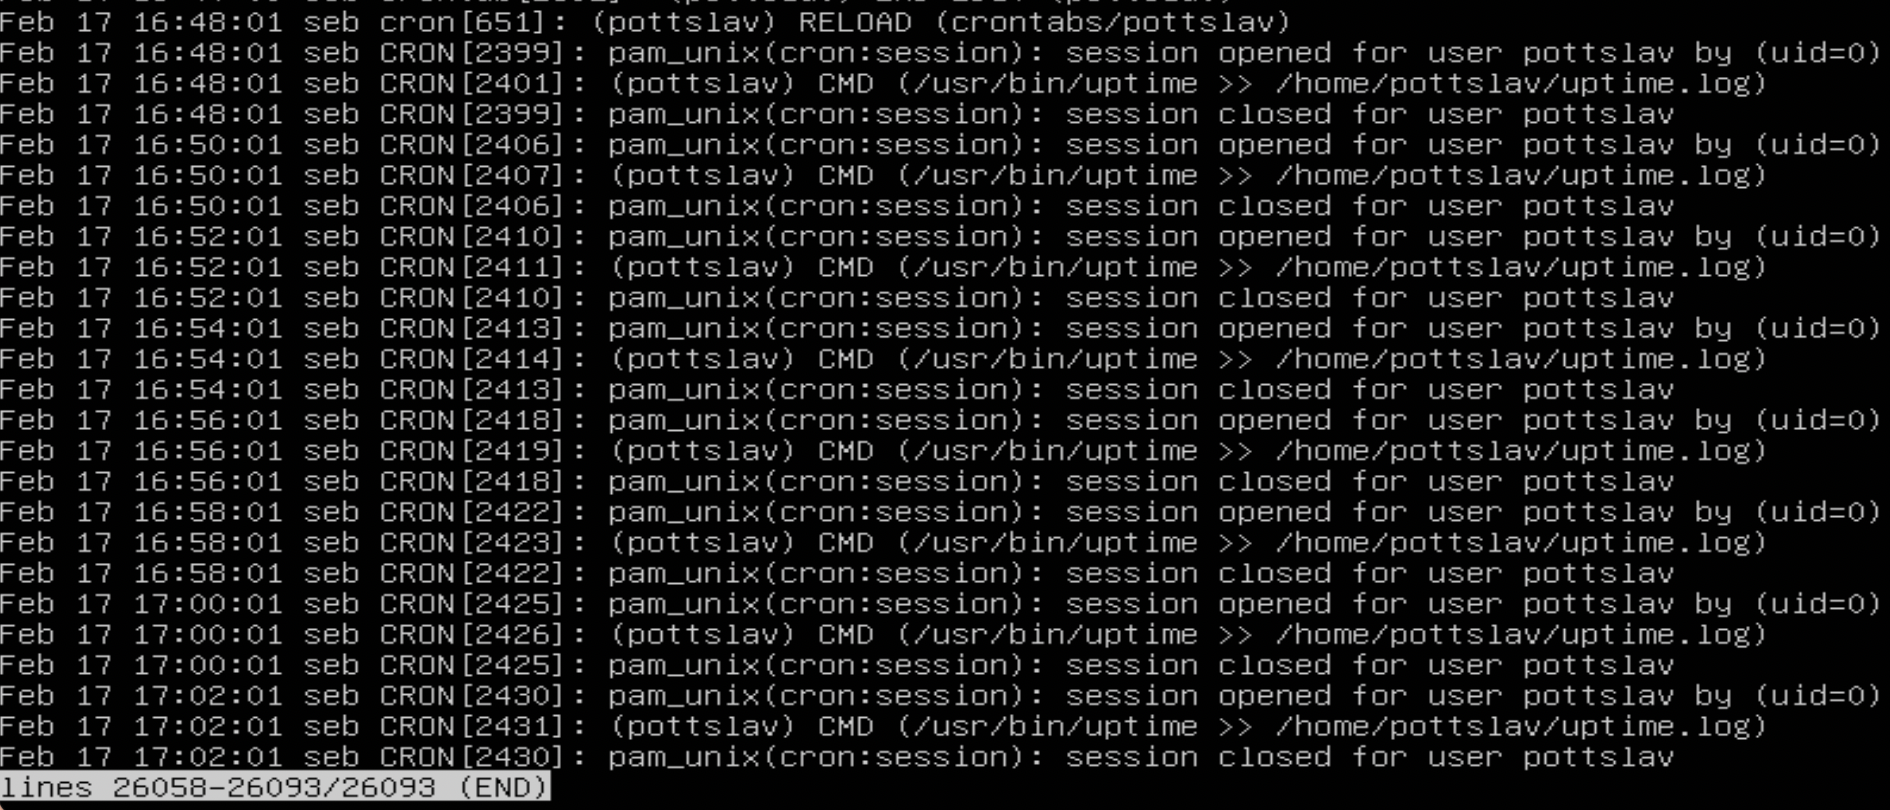 Feb 17 16:48:01 seb cron[651]: (pottslav) RELOAD (crontabs/pottslav)
Feb 17 16:48:01 seb CRON[2399]: pam_unix(cron:session): session opened for user pottslav by (uid=0)
Feb 17 16:48:01 seb CRON[2401]: (pottslav) CMD (/usr/bin/uptime >> /home/pottslav/uptime.log)
Feb 17 16:48:01 seb CRON[2399]: pam_unix(cron:session): session closed for user pottslav
Feb 17 16:50:01 seb CRON[2406]: pam_unix(cron:session): session opened for user pottslav by (uid=0)
Feb 17 16:50:01 seb CRON[2407]: (pottslav) CMD (/usr/bin/uptime >> /home/pottslav/uptime.log)
Feb 17 16:50:01 seb CRON[2406]: pam_unix(cron:session): session closed for user pottslav
Feb 17 16:52:01 seb CRON[2410]: pam_unix(cron:session): session opened for user pottslav by (uid=0)
Feb 17 16:52:01 seb CRON[2411]: (pottslav) CMD (/usr/bin/uptime >> /home/pottslav/uptime.log)
Feb 17 16:52:01 seb CRON[2410]: pam_unix(cron:session): session closed for user pottslav
Feb 17 16:54:01 seb CRON[2413]: pam_unix(cron:session): session opened for user pottslav by (uid=0)
Feb 17 16:54:01 seb CRON[2414]: (pottslav) CMD (/usr/bin/uptime >> /home/pottslav/uptime.log)
Feb 17 16:54:01 seb CRON[2413]: pam_unix(cron:session): session closed for user pottslav
Feb 17 16:56:01 seb CRON[2418]: pam_unix(cron:session): session opened for user pottslav by (uid=0)
Feb 17 16:56:01 seb CRON[2419]: (pottslav) CMD (/usr/bin/uptime >> /home/pottslav/uptime.log)
Feb 17 16:56:01 seb CRON[2418]: pam_unix(cron:session): session closed for user pottslav
Feb 17 16:58:01 seb CRON[2422]: pam_unix(cron:session): session opened for user pottslav by (uid=0)
Feb 17 16:58:01 seb CRON[2423]: (pottslav) CMD (/usr/bin/uptime >> /home/pottslav/uptime.log)
Feb 17 16:58:01 seb CRON[2422]: pam_unix(cron:session): session closed for user pottslav
Feb 17 17:00:01 seb CRON[2425]: pam_unix(cron:session): session opened for user pottslav by (uid=0)
Feb 17 17:00:01 seb CRON[2426]: (pottslav) CMD (/usr/bin/uptime >> /home/pottslav/uptime.log)
Feb 17 17:00:01 seb CRON[2425]: pam_unix(cron:session): session closed for user pottslav
Feb 17 17:02:01 seb CRON[2430]: pam_unix(cron:session): session opened for user pottslav by (uid=0)
Feb 17 17:02:01 seb CRON[2431]: (pottslav) CMD (/usr/bin/uptime >> /home/pottslav/uptime.log)
Feb 17 17:02:01 seb CRON[2430]: pam_unix(cron:session): session closed for user pottslav
lines 26058-26093/26093 (END)